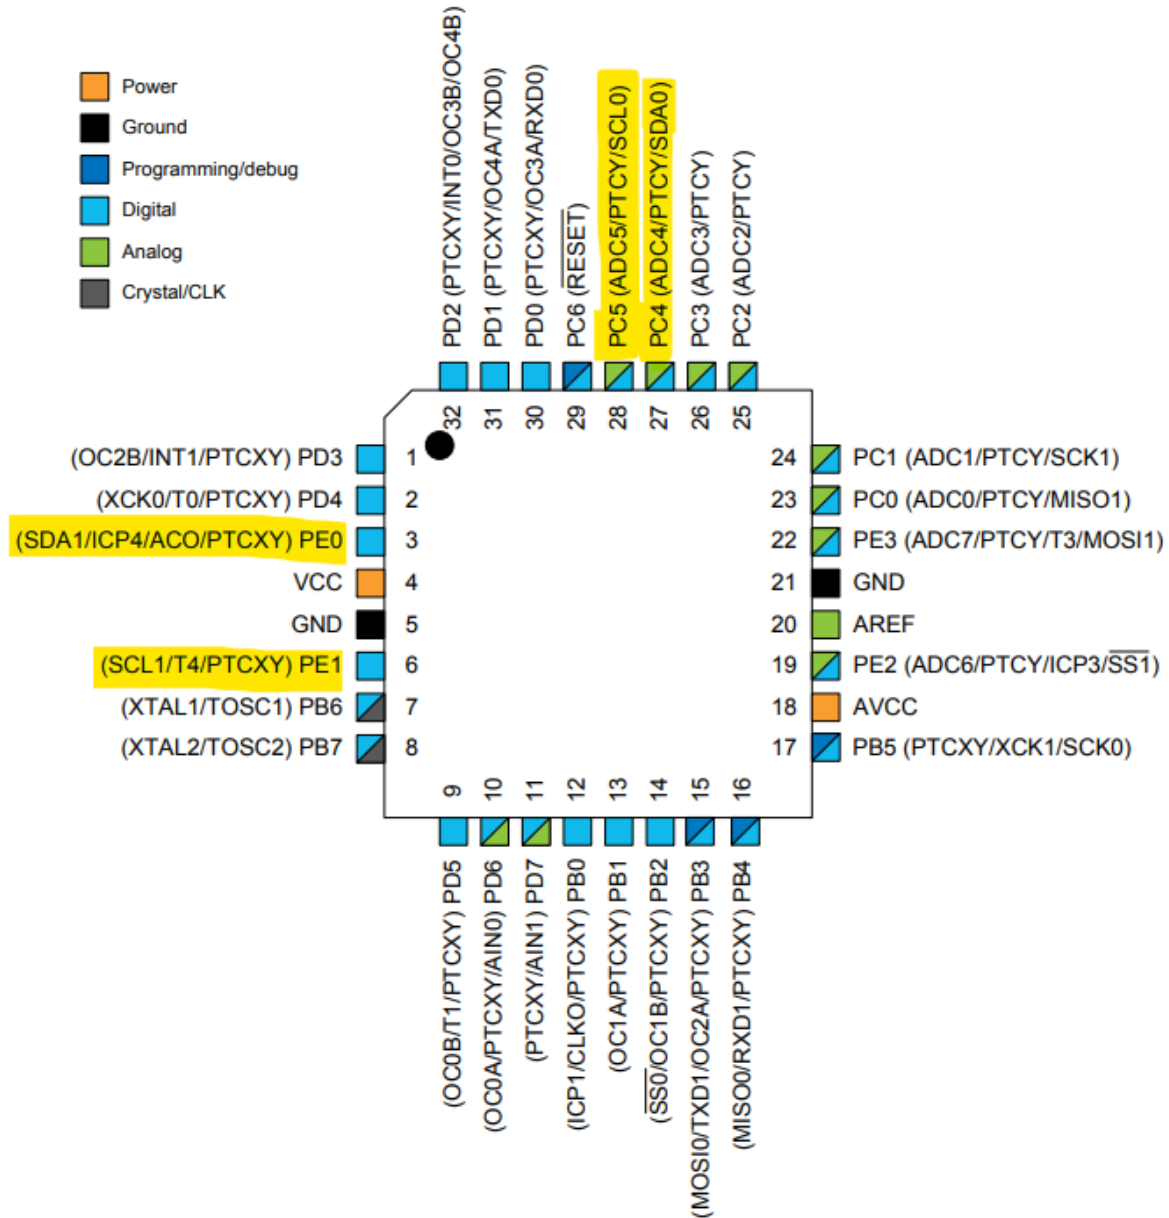 Power
Ground
Programming/debug
Digital
Analog
Crystal/CLK
PD2 (PTCXY/INT0/OC3B/OC4B)
PD1 (PTCXY/OC4A/TXD0)
PD0 (PTCXY/OC3A/RXD0)
PC6 (RESET)
PC5 (ADC5/PTCY/SCL0)
PC4 (ADC4/PTCY/SDA0)
PC3 (ADC3/PTCY)
PC2 (ADC2/PTCY)
32
31
30
29
28
27
26
25
(OC2B/INT1/PTCXY) PD3 1
(XCK0/T0/PTCXY) PD4 2
(SDA1/ICP4/ACO/PTCXY) PE0 3
VCC 4
GND 5
(SCL1/T4/PTCXY) PE1 6
(XTAL1/TOSC1) PB6 7
(XTAL2/TOSC2) PB7 8
24 PC1 (ADC1/PTCY/SCK1)
23 PC0 (ADC0/PTCY/MISO1)
22 PE3 (ADC7/PTCY/T3/MOSI1)
21 GND
20 AREF
19 PE2 (ADC6/PTCY/ICP3/SS1)
18 AVCC
17 PB5 (PTCXY/XCK1/SCK0)
9
10
11
12
13
14
15
16
(OC0B/T1/PTCXY) PD5
(OC0A/PTCXY/AIN0) PD6
(PTCXY/AIN1) PD7
(ICP1/CLKO/PTCXY) PB0
(OC1A/PTCXY) PB1
(SS0/OC1B/PTCXY) PB2
(MOSI0/TXD1/OC2A/PTCXY) PB3
(MISO0/RXD1/PTCXY) PB4